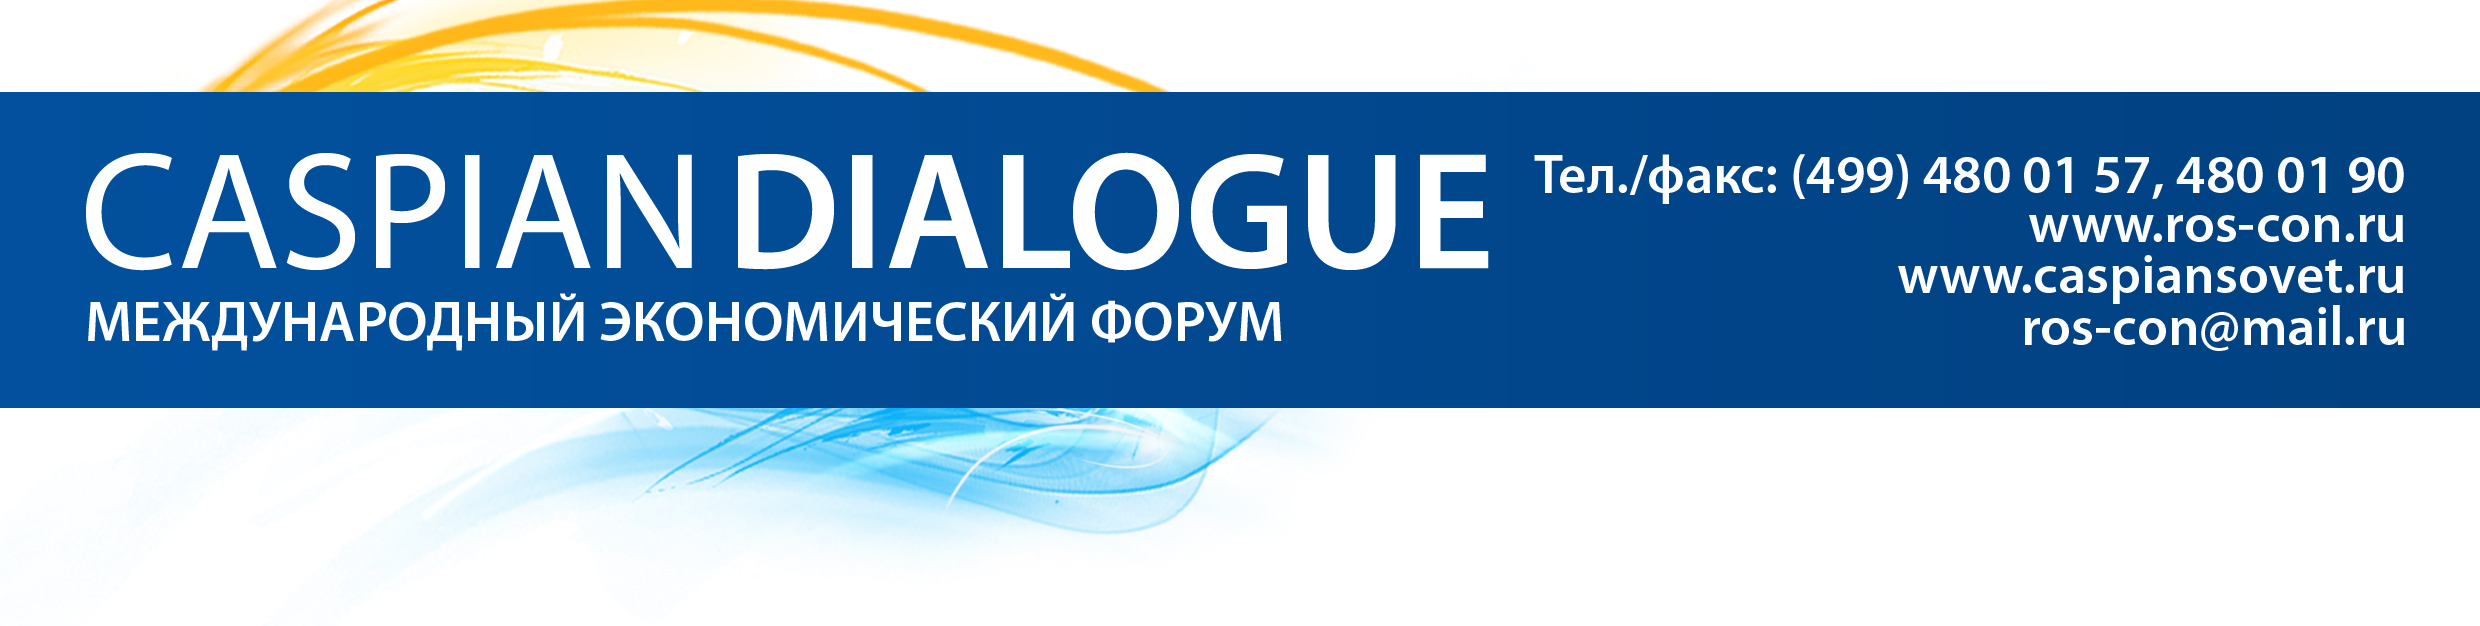 CASPIAN DIALOGUE
МЕЖДУНАРОДНЫЙ ЭКОНОМИЧЕСКИЙ ФОРУМ
Тел./факс: (499) 480 01 57, 480 01 90
www.ros-con.ru
www.caspiansovet.ru
ros-con@mail.ru